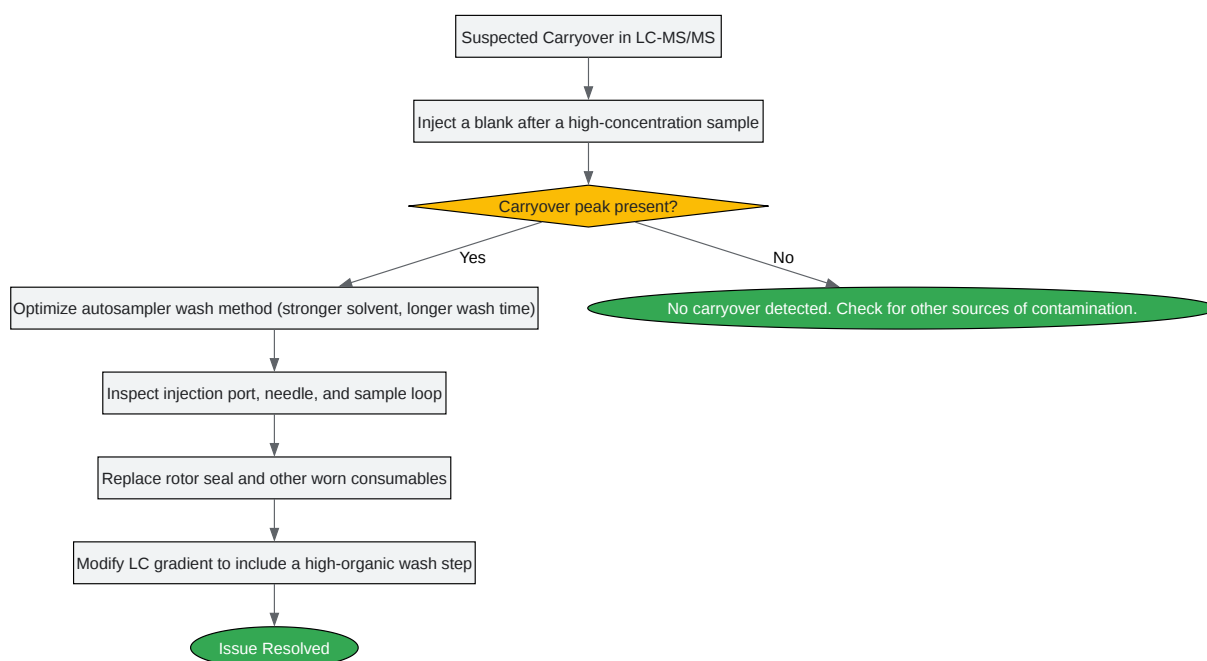 Suspected Carryover in LC-MS/MS
Inject a blank after a high-concentration sample
Carryover peak present?
Yes
No
Optimize autosampler wash method (stronger solvent, longer wash time)
No carryover detected. Check for other sources of contamination.
Inspect injection port, needle, and sample loop
Replace rotor seal and other worn consumables
Modify LC gradient to include a high-organic wash step
Issue Resolved